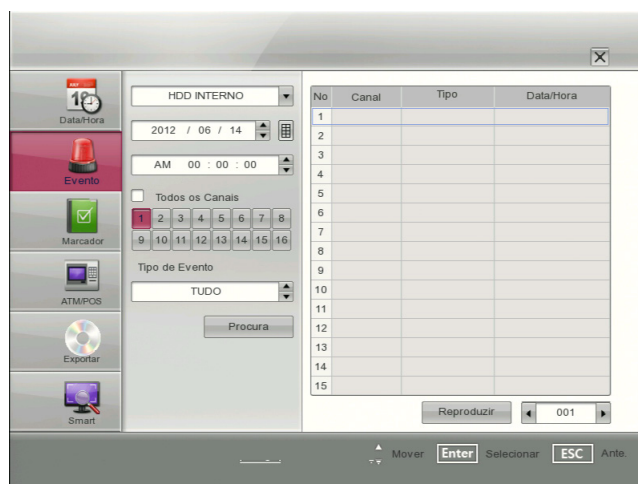 Data/Hora
Evento
Marcador
ATM/POS
Exportar
Smart
HDD INTERNO
2012 / 06 / 14
AM 00 : 00 : 00
Todos os Canais
1 2 3 4 5 6 7 8
9 10 11 12 13 14 15 16
Tipo de Evento
TUDO
Procura
No Canal Tipo Data/Hora
1
2
3
4
5
6
7
8
9
10
11
12
13
14
15
Reproduzir 001
Mover Enter Selecionar ESC Ante.